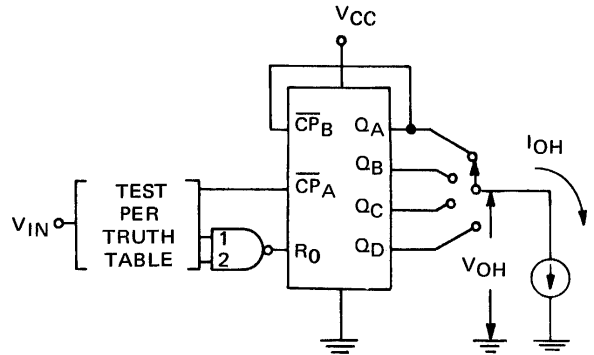 VCC
CPB QA
IOH
QB
CPA
TEST
PER
TRUTH
TABLE
VIN
QC
1
2
R0 QD
VOH